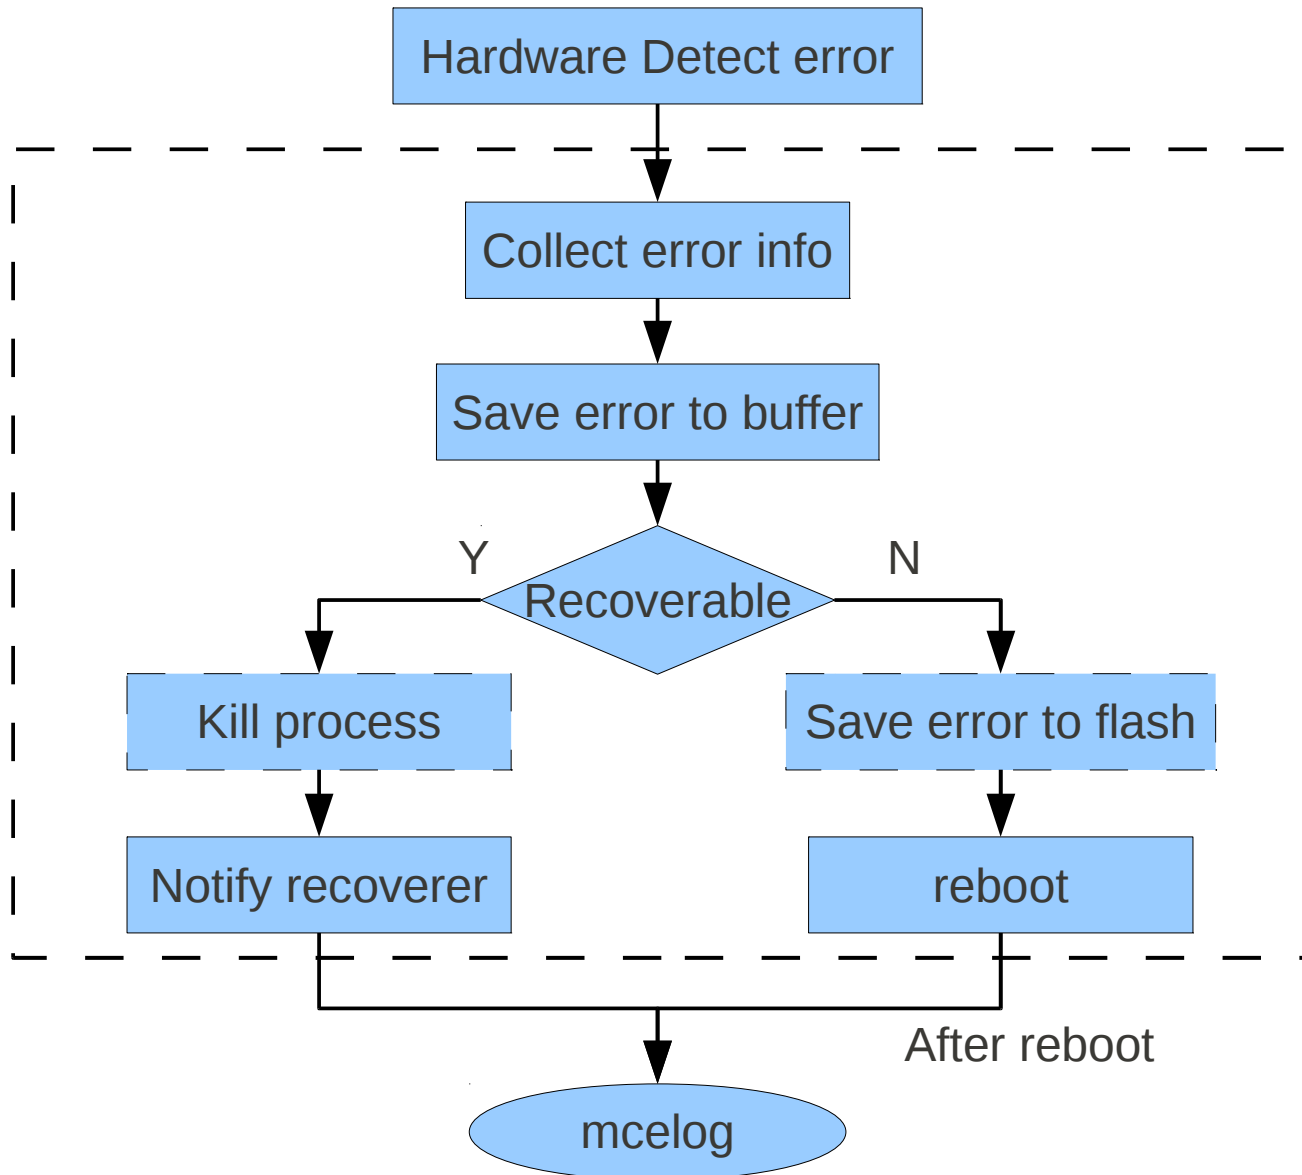 Hardware Detect error
Collect error info
Save error to buffer
Y
N
Recoverable
Kill process
Save error to flash
Notify recoverer
reboot
After reboot
mcelog